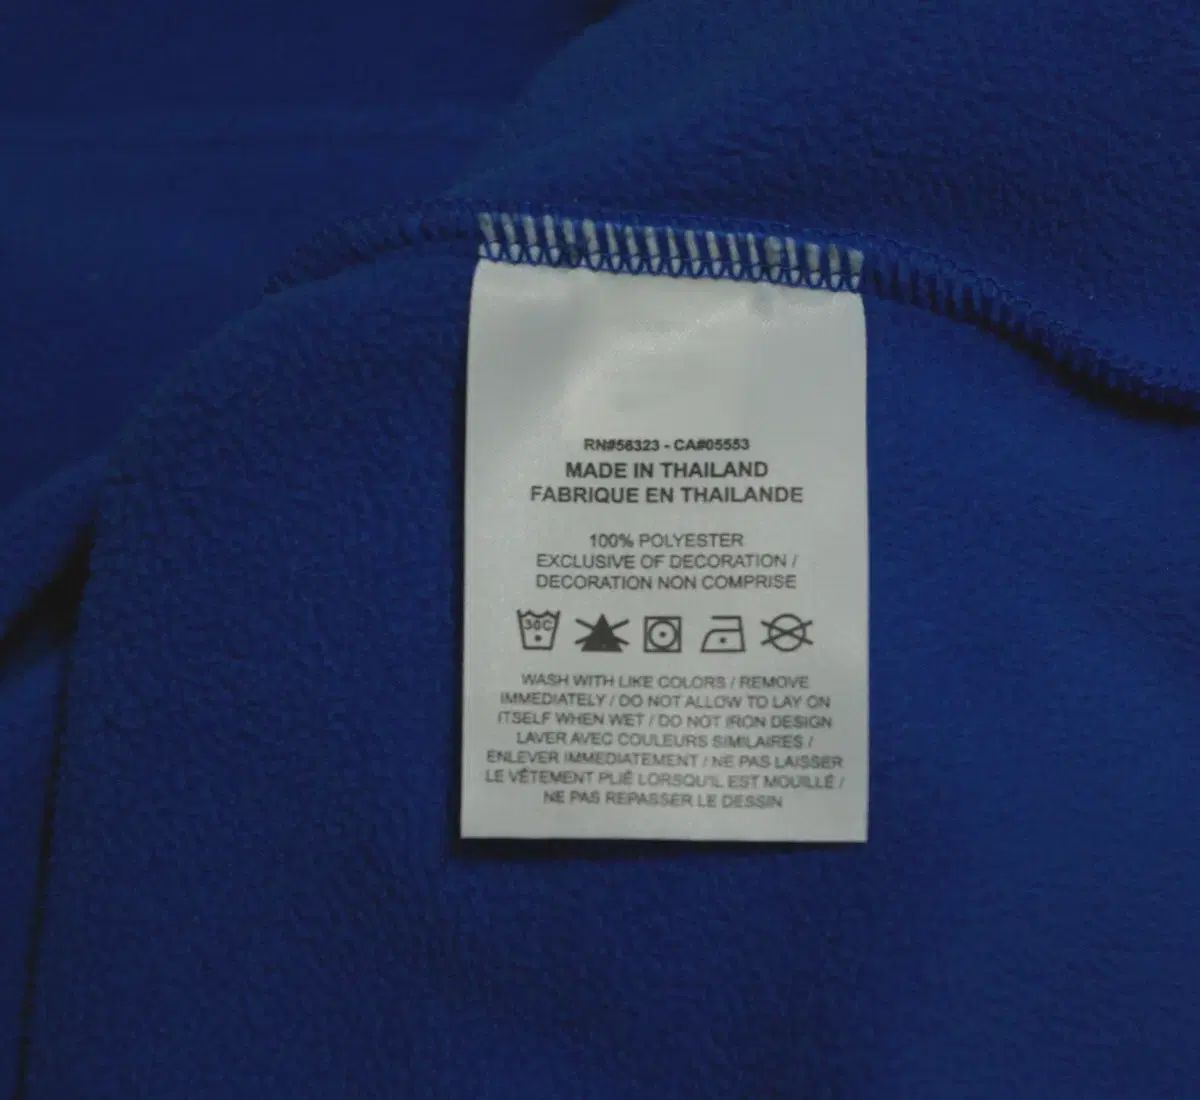 RN#56323 - CA#05553
MADE IN THAILAND
FABRIQUE EN THAILANDE
100% POLYESTER
EXCLUSIVE OF DECORATION /
DECORATION NON COMPRISE
30C
WASH WITH LIKE COLORS / REMOVE
IMMEDIATELY / DO NOT ALLOW TO LAY ON
ITSELF WHEN WET / DO NOT IRON DESIGN
LAVER AVEC COULEURS SIMILAIRES /
ENLEVER IMMEDIATEMENT / NE PAS LAISSER
LE VÊTEMENT PLIÉ LORSQU'IL EST MOUILLÉ /
NE PAS REPASSER LE DESSIN